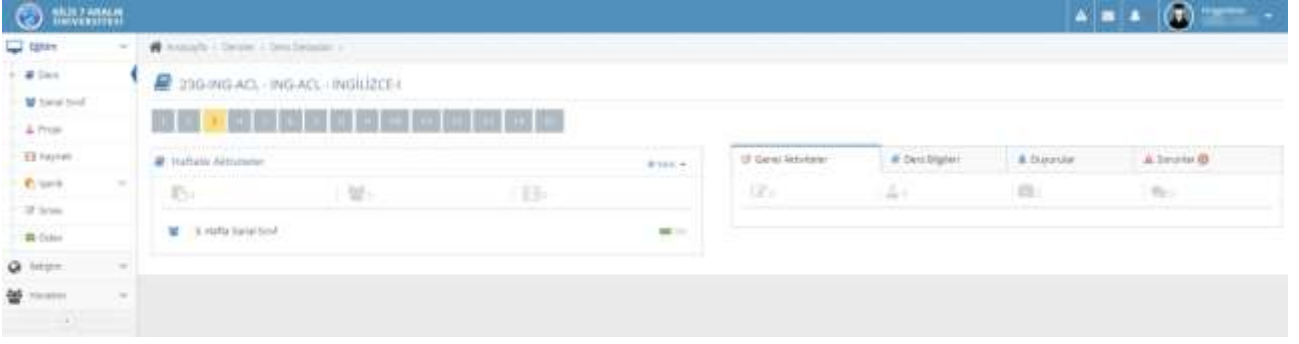 KİLİS 7 ARALIK
ÜNİVERSİTESİ
Eğitim
Ders
Sanal Sınıf
Proje
Kaynak
İçerik
Sınav
Ödev
İletişim
Yönetim
Anasayfa / Dersler / Ders Detayları
23G-ING-ACL - ING-ACL - İNGİLİZCE-I
1 2 3 4 5 6 7 8 9 10 11 12 13 14 15
Haftalık Aktiviteler
3. Hafta Sanal Sınıf
Genel Aktiviteler
Ders Bilgileri
Duyurular
Sorunlar